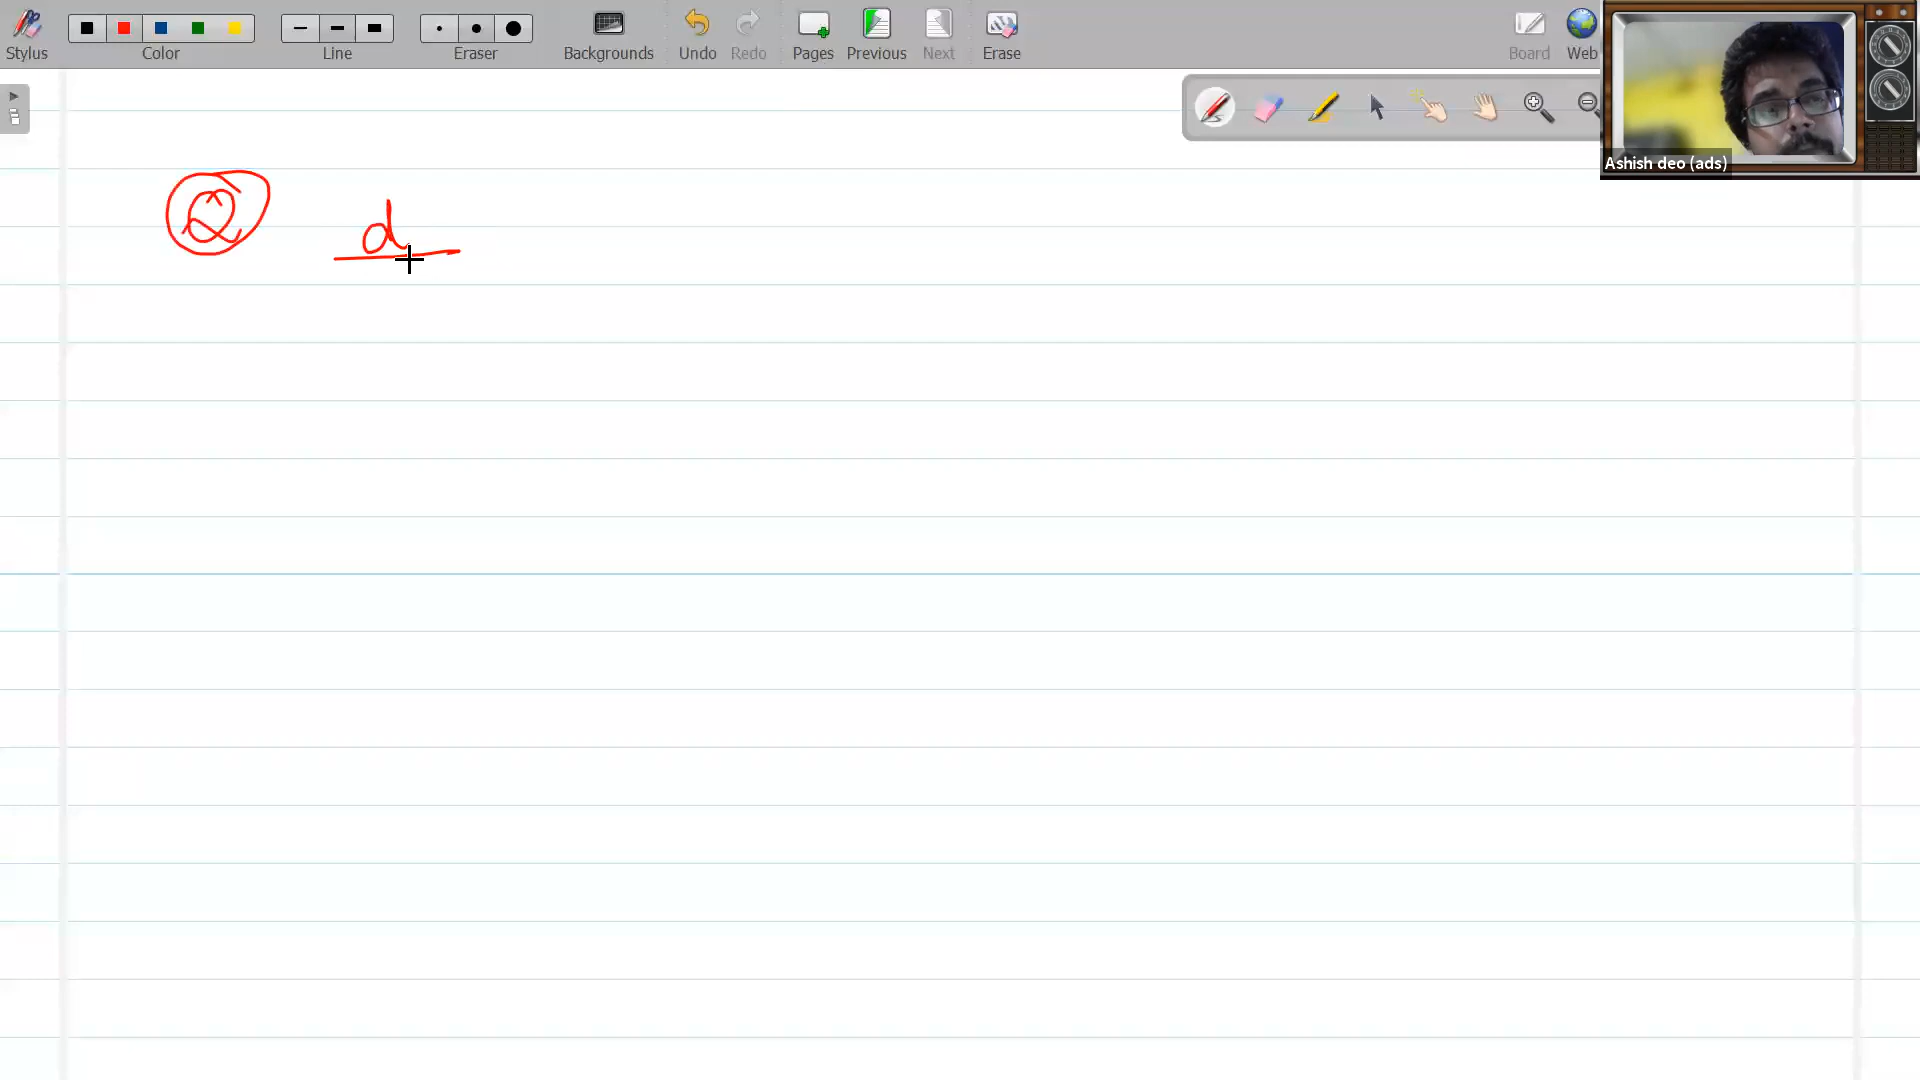 Stylus Color Line Eraser Backgrounds Undo Redo Pages Previous Next Erase Board Web
Ashish deo (ads)
Q d